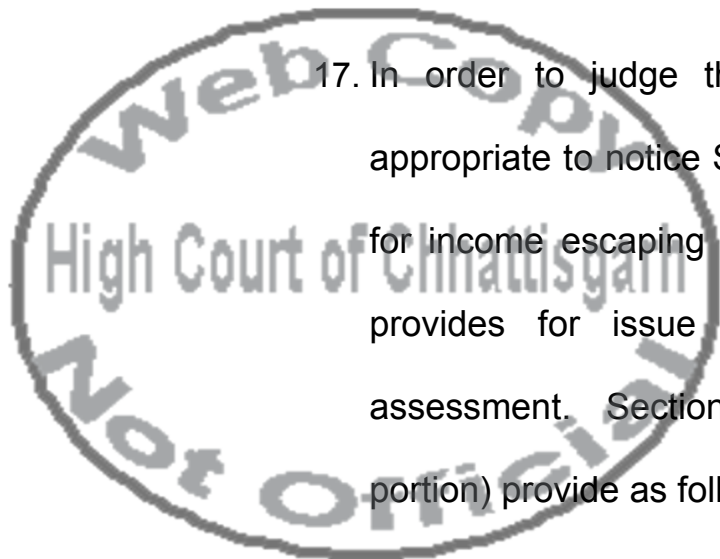 Web Copy
17. In order to judge th
appropriate to notice S
High Court of Chhattisgarh
for income escaping
provides for issue
assessment. Section
portion) provide as foll
Not Official